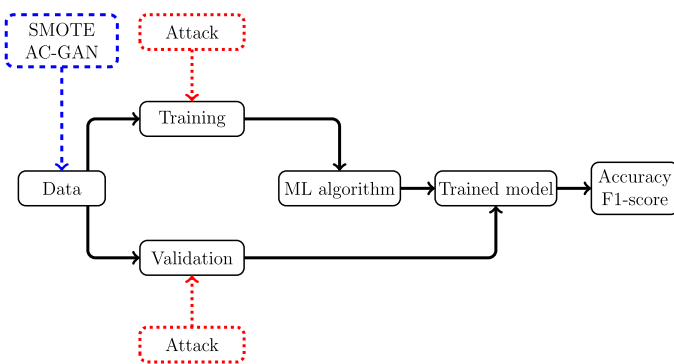 SMOTE
AC-GAN
Attack
Training
Data
ML algorithm
Trained model
Accuracy
F1-score
Validation
Attack